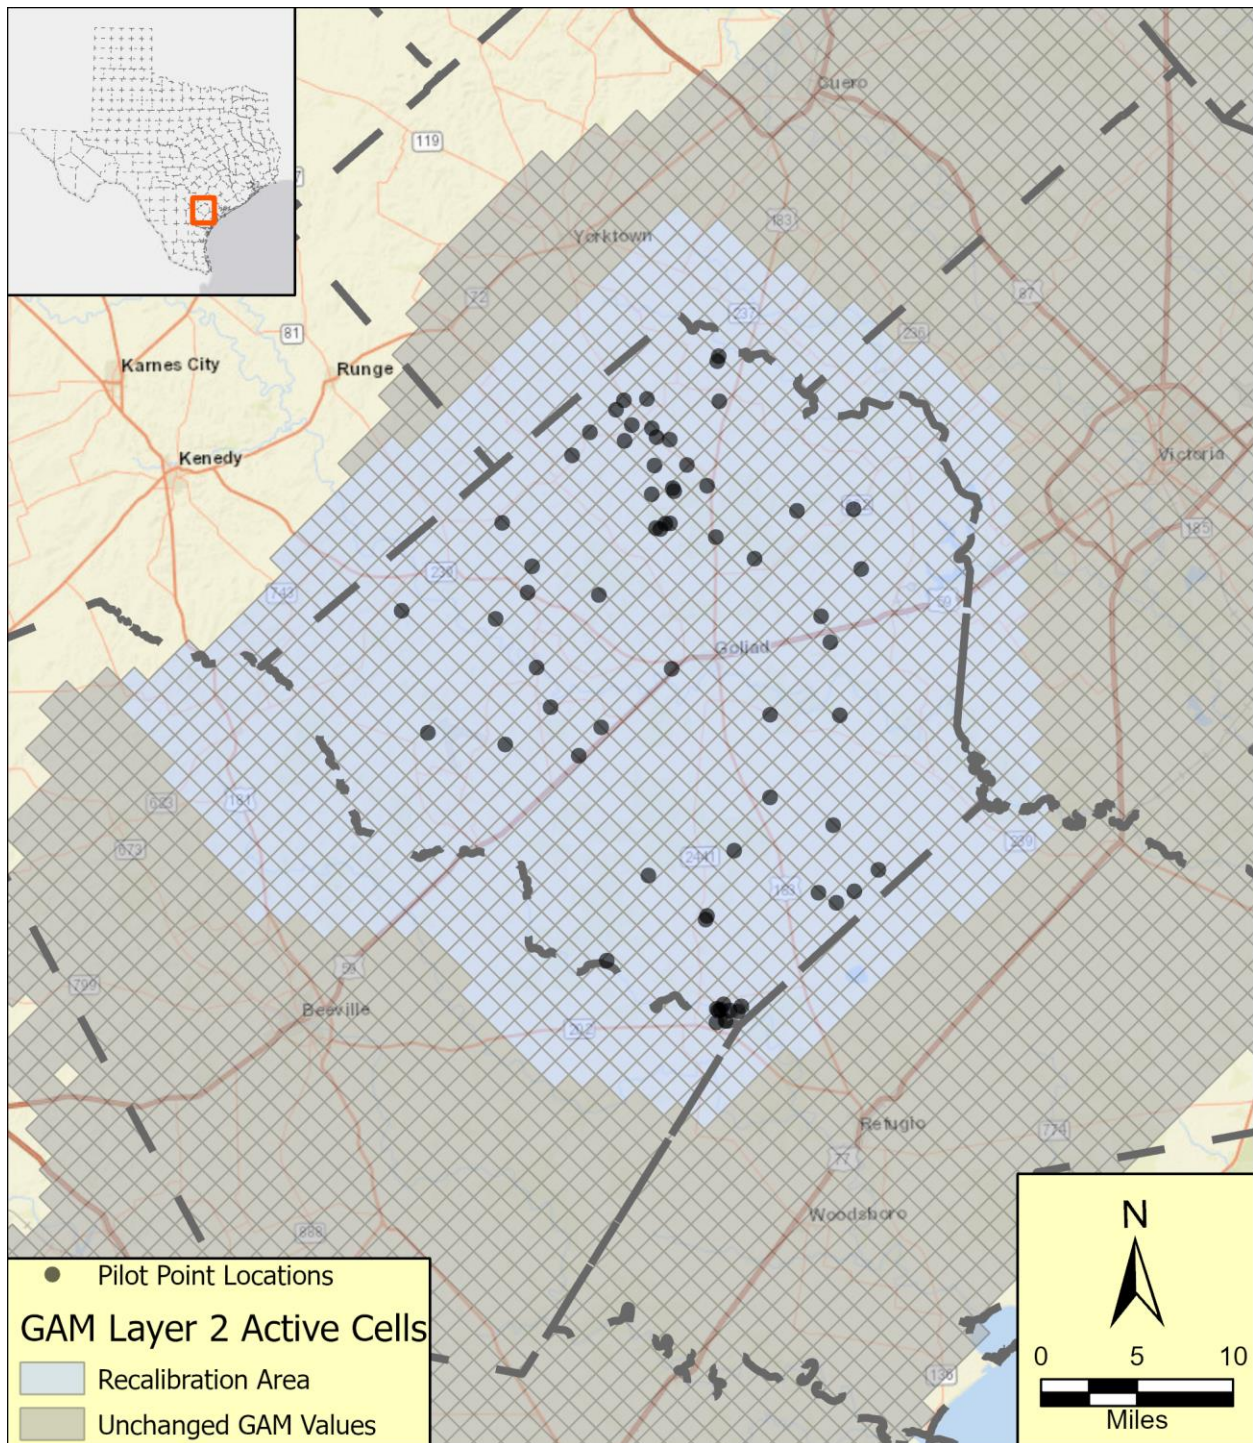 Cuero
119
183
Yorktown
72
87
237
236
81
Karnes City
Runge
Kenedy
Victoria
185
239
743
59
Goliad
623
181
673
2441
239
183
799
59
Beeville
202
Refugio
774
77
Woodsboro
888
136
Pilot Point Locations
GAM Layer 2 Active Cells
Recalibration Area
Unchanged GAM Values
N
0 5 10
Miles